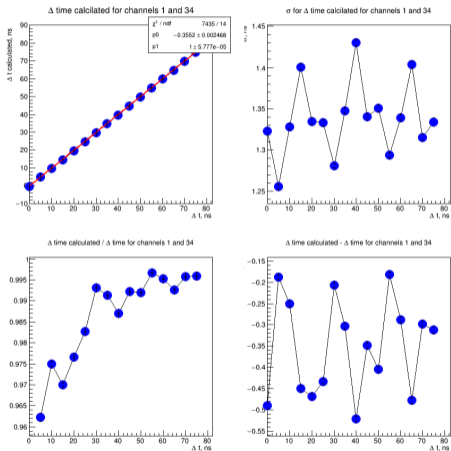 Δ time calcilated for channels 1 and 34
χ² / ndf 7435 / 14
p0 −0.3552 ± 0.002468
p1 1 ± 5.777e−05
Δ t calculated, ns
90
80
70
60
50
40
30
20
10
0
−10
0 10 20 30 40 50 60 70 80
Δ t, ns
σ for Δ time calculated for channels 1 and 34
1.45
1.4
1.35
1.3
1.25
0 10 20 30 40 50 60 70 80
Δ t, ns
Δ time calculated / Δ time for channels 1 and 34
1
0.995
0.99
0.985
0.98
0.975
0.97
0.965
0.96
0 10 20 30 40 50 60 70 80
Δ t, ns
Δ time calculated - Δ time for channels 1 and 34
−0.15
−0.2
−0.25
−0.3
−0.35
−0.4
−0.45
−0.5
−0.55
0 10 20 30 40 50 60 70 80
Δ t, ns